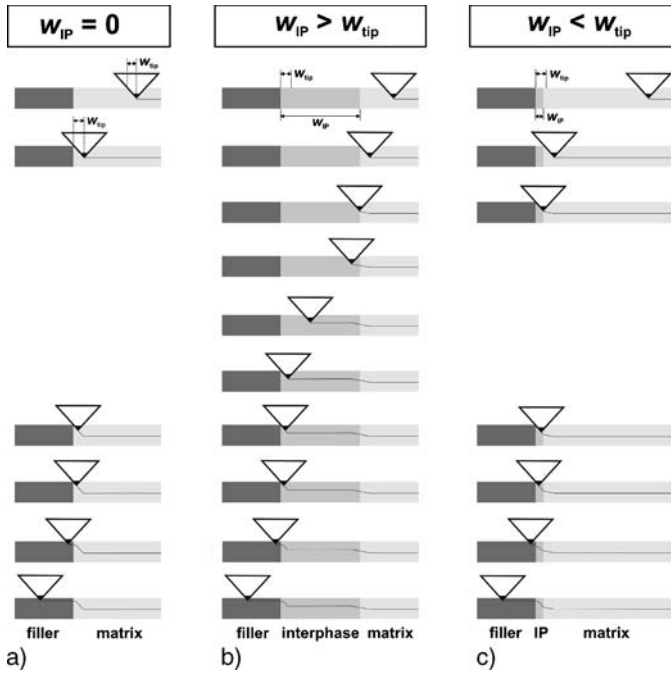 w_IP = 0
w_IP > w_tip
w_IP < w_tip
w_tip
w_tip
w_tip
w_IP
w_tip
w_IP
filler matrix
filler interphase matrix
filler IP matrix
a)
b)
c)